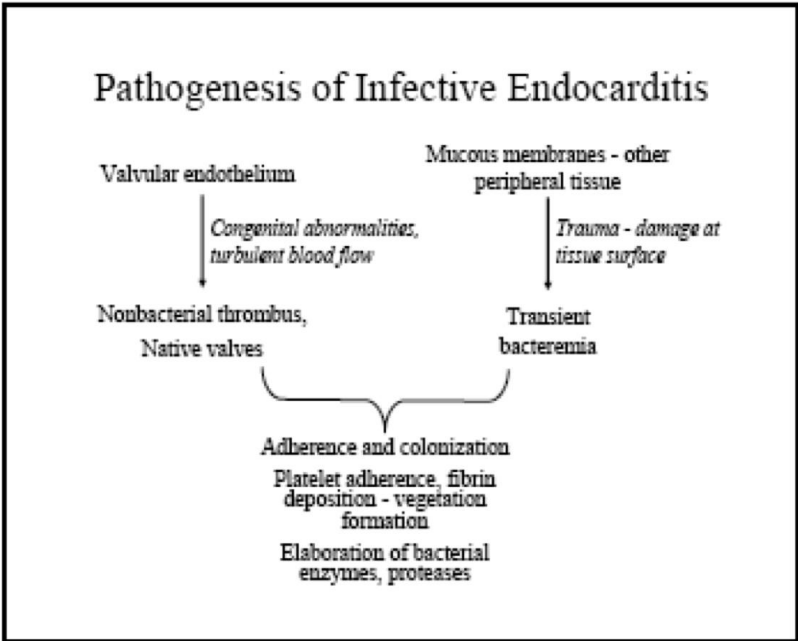 Pathogenesis of Infective Endocarditis
Valvular endothelium
Mucous membranes - other
peripheral tissue
Congenital abnormalities,
turbulent blood flow
Trauma - damage at
tissue surface
Nonbacterial thrombus,
Native valves
Transient
bacteremia
Adherence and colonization
Platelet adherence, fibrin
deposition - vegetation
formation
Elaboration of bacterial
enzymes, proteases